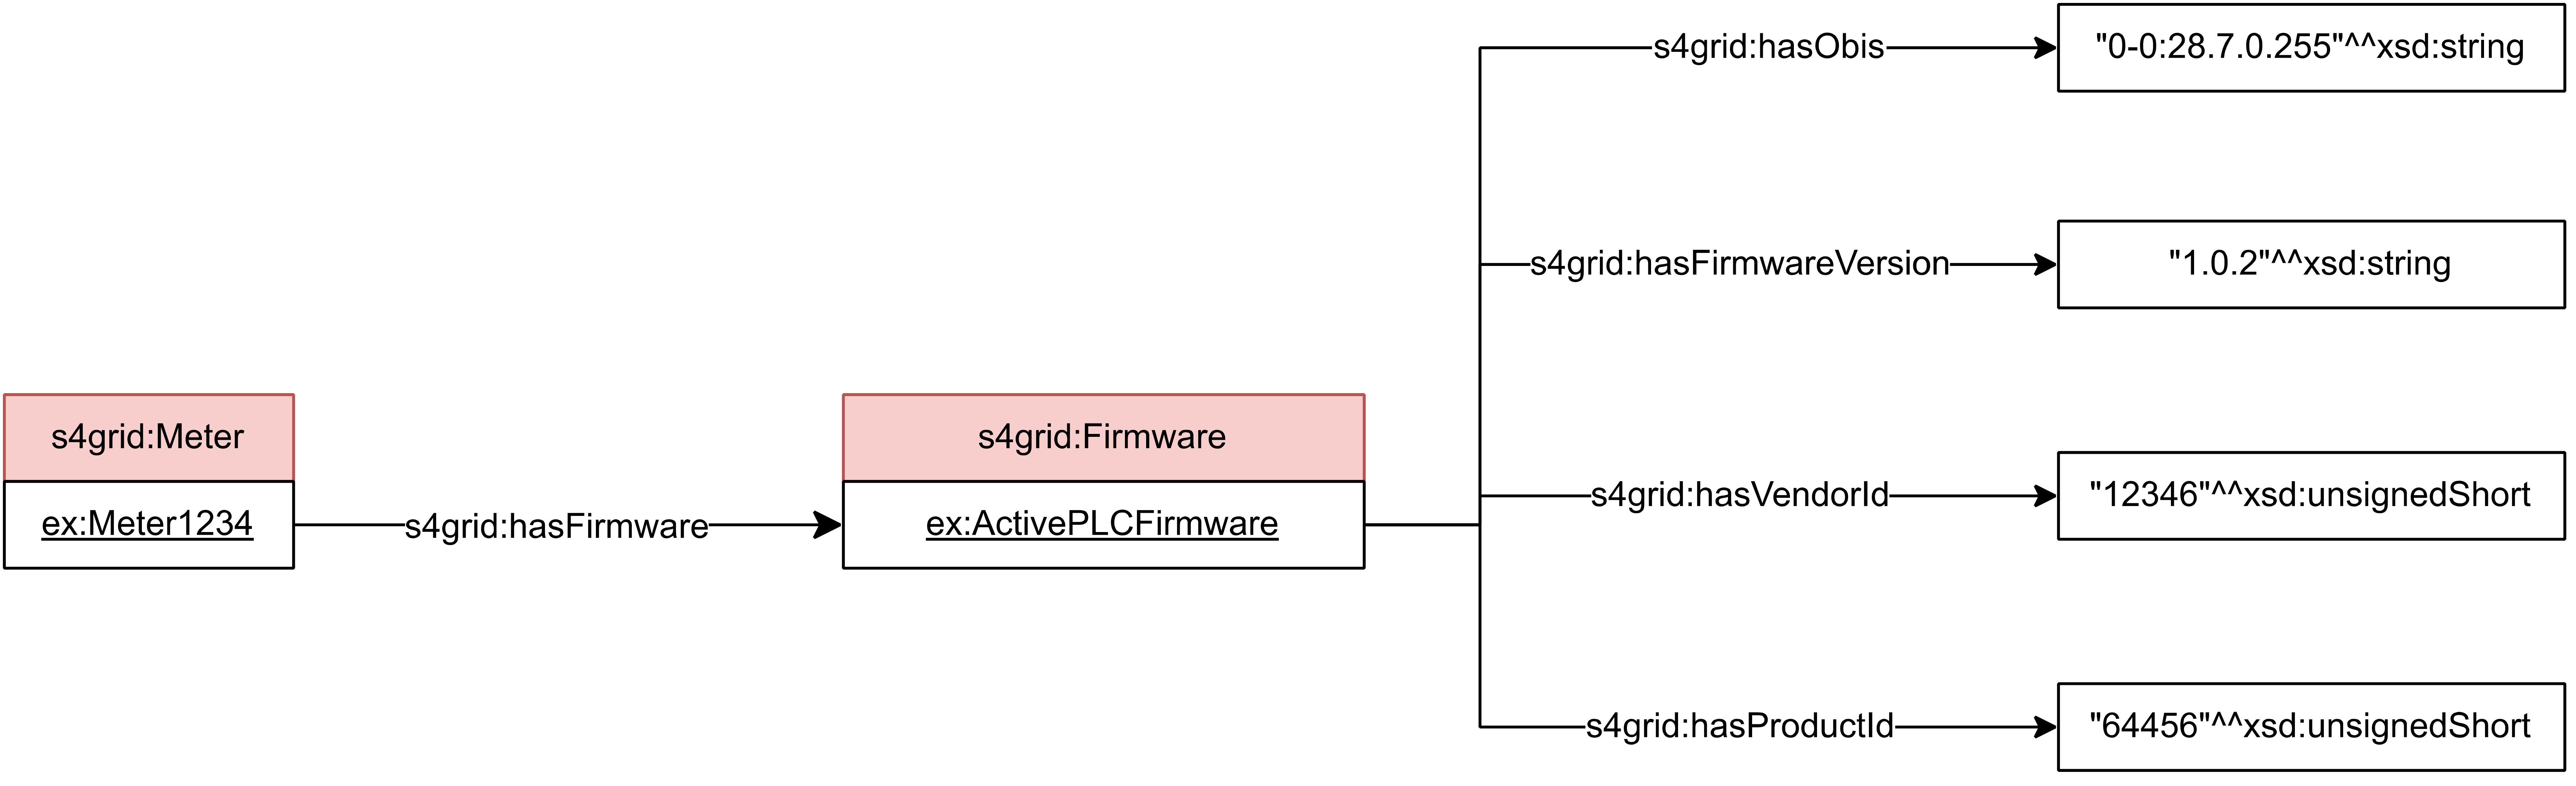 s4grid:hasObis
"0-0:28.7.0.255"^^xsd:string
s4grid:hasFirmwareVersion
"1.0.2"^^xsd:string
s4grid:Meter
s4grid:Firmware
s4grid:hasVendorId
"12346"^^xsd:unsignedShort
ex:Meter1234
s4grid:hasFirmware
ex:ActivePLCFirmware
s4grid:hasProductId
"64456"^^xsd:unsignedShort